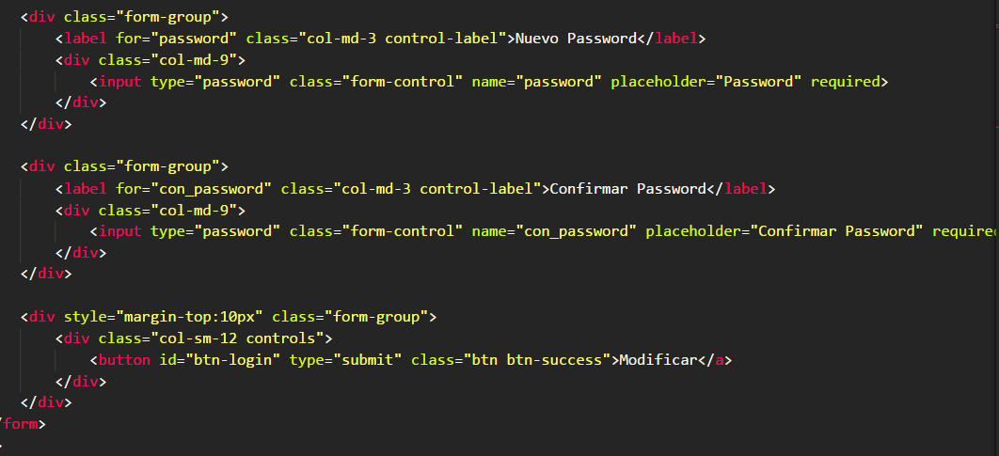 <div class="form-group">
<label for="password" class="col-md-3 control-label">Nuevo Password</label>
<div class="col-md-9">
<input type="password" class="form-control" name="password" placeholder="Password" required>
</div>
</div>
<div class="form-group">
<label for="con_password" class="col-md-3 control-label">Confirmar Password</label>
<div class="col-md-9">
<input type="password" class="form-control" name="con_password" placeholder="Confirmar Password" require
</div>
</div>
<div style="margin-top:10px" class="form-group">
<div class="col-sm-12 controls">
<button id="btn-login" type="submit" class="btn btn-success">Modificar</a>
</div>
</div>
/form>
>